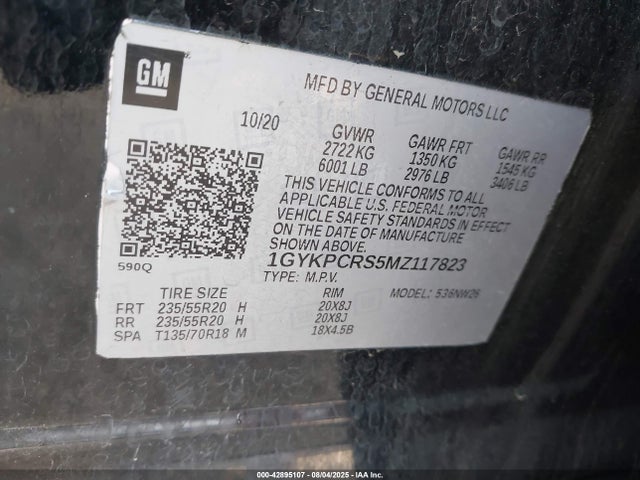 GM
MFD BY GENERAL MOTORS LLC
10/20 GVWR GAWR FRT GAWR RR
2722 KG 1350 KG 1545 KG
6001 LB 2976 LB 3406 LB
THIS VEHICLE CONFORMS TO ALL
APPLICABLE U.S. FEDERAL MOTOR
VEHICLE SAFETY STANDARDS IN EFFECT
ON THE DATE OF MANUFACTURE
SHOWN ABOVE.
590Q
1GYKPCRS5MZ117823
TYPE: M.P.V. MODEL: 536NW26
TIRE SIZE RIM
FRT 235/55R20 H 20X8J
RR 235/55R20 H 20X8J
SPA T135/70R18 M 18X4.5B
000-42895107 - 08/04/2025 - IAA Inc.